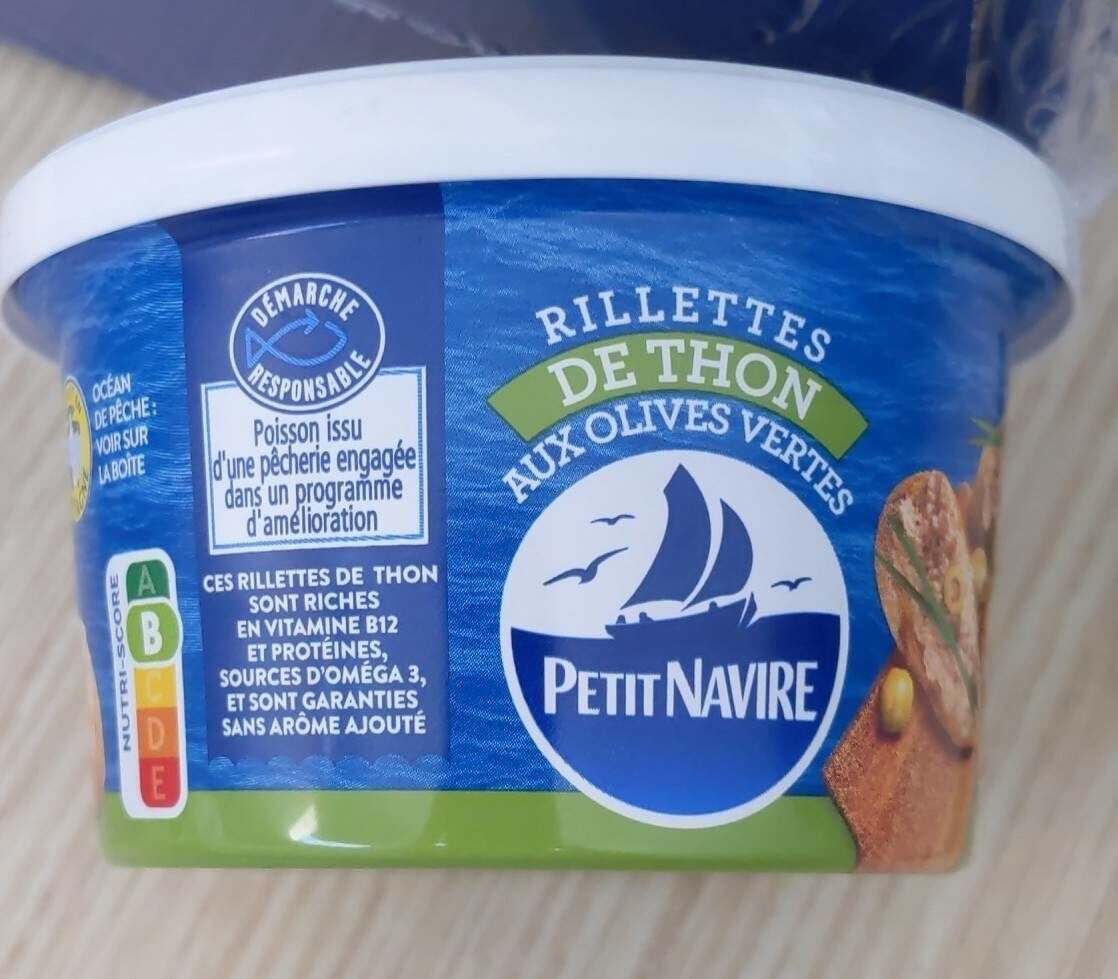 OCÉAN
DE PÊCHE :
VOIR SUR
LA BOÎTE
NUTRI-SCORE
A
B
C
D
E
DÉMARCHE
RESPONSABLE
Poisson issu
d'une pêcherie engagée
dans un programme
d'amélioration
CES RILLETTES DE THON
SONT RICHES
EN VITAMINE B12
ET PROTÉINES,
SOURCES D'OMÉGA 3,
ET SONT GARANTIES
SANS ARÔME AJOUTÉ
RILLETTES
DE THON
AUX OLIVES VERTES
PETIT NAVIRE